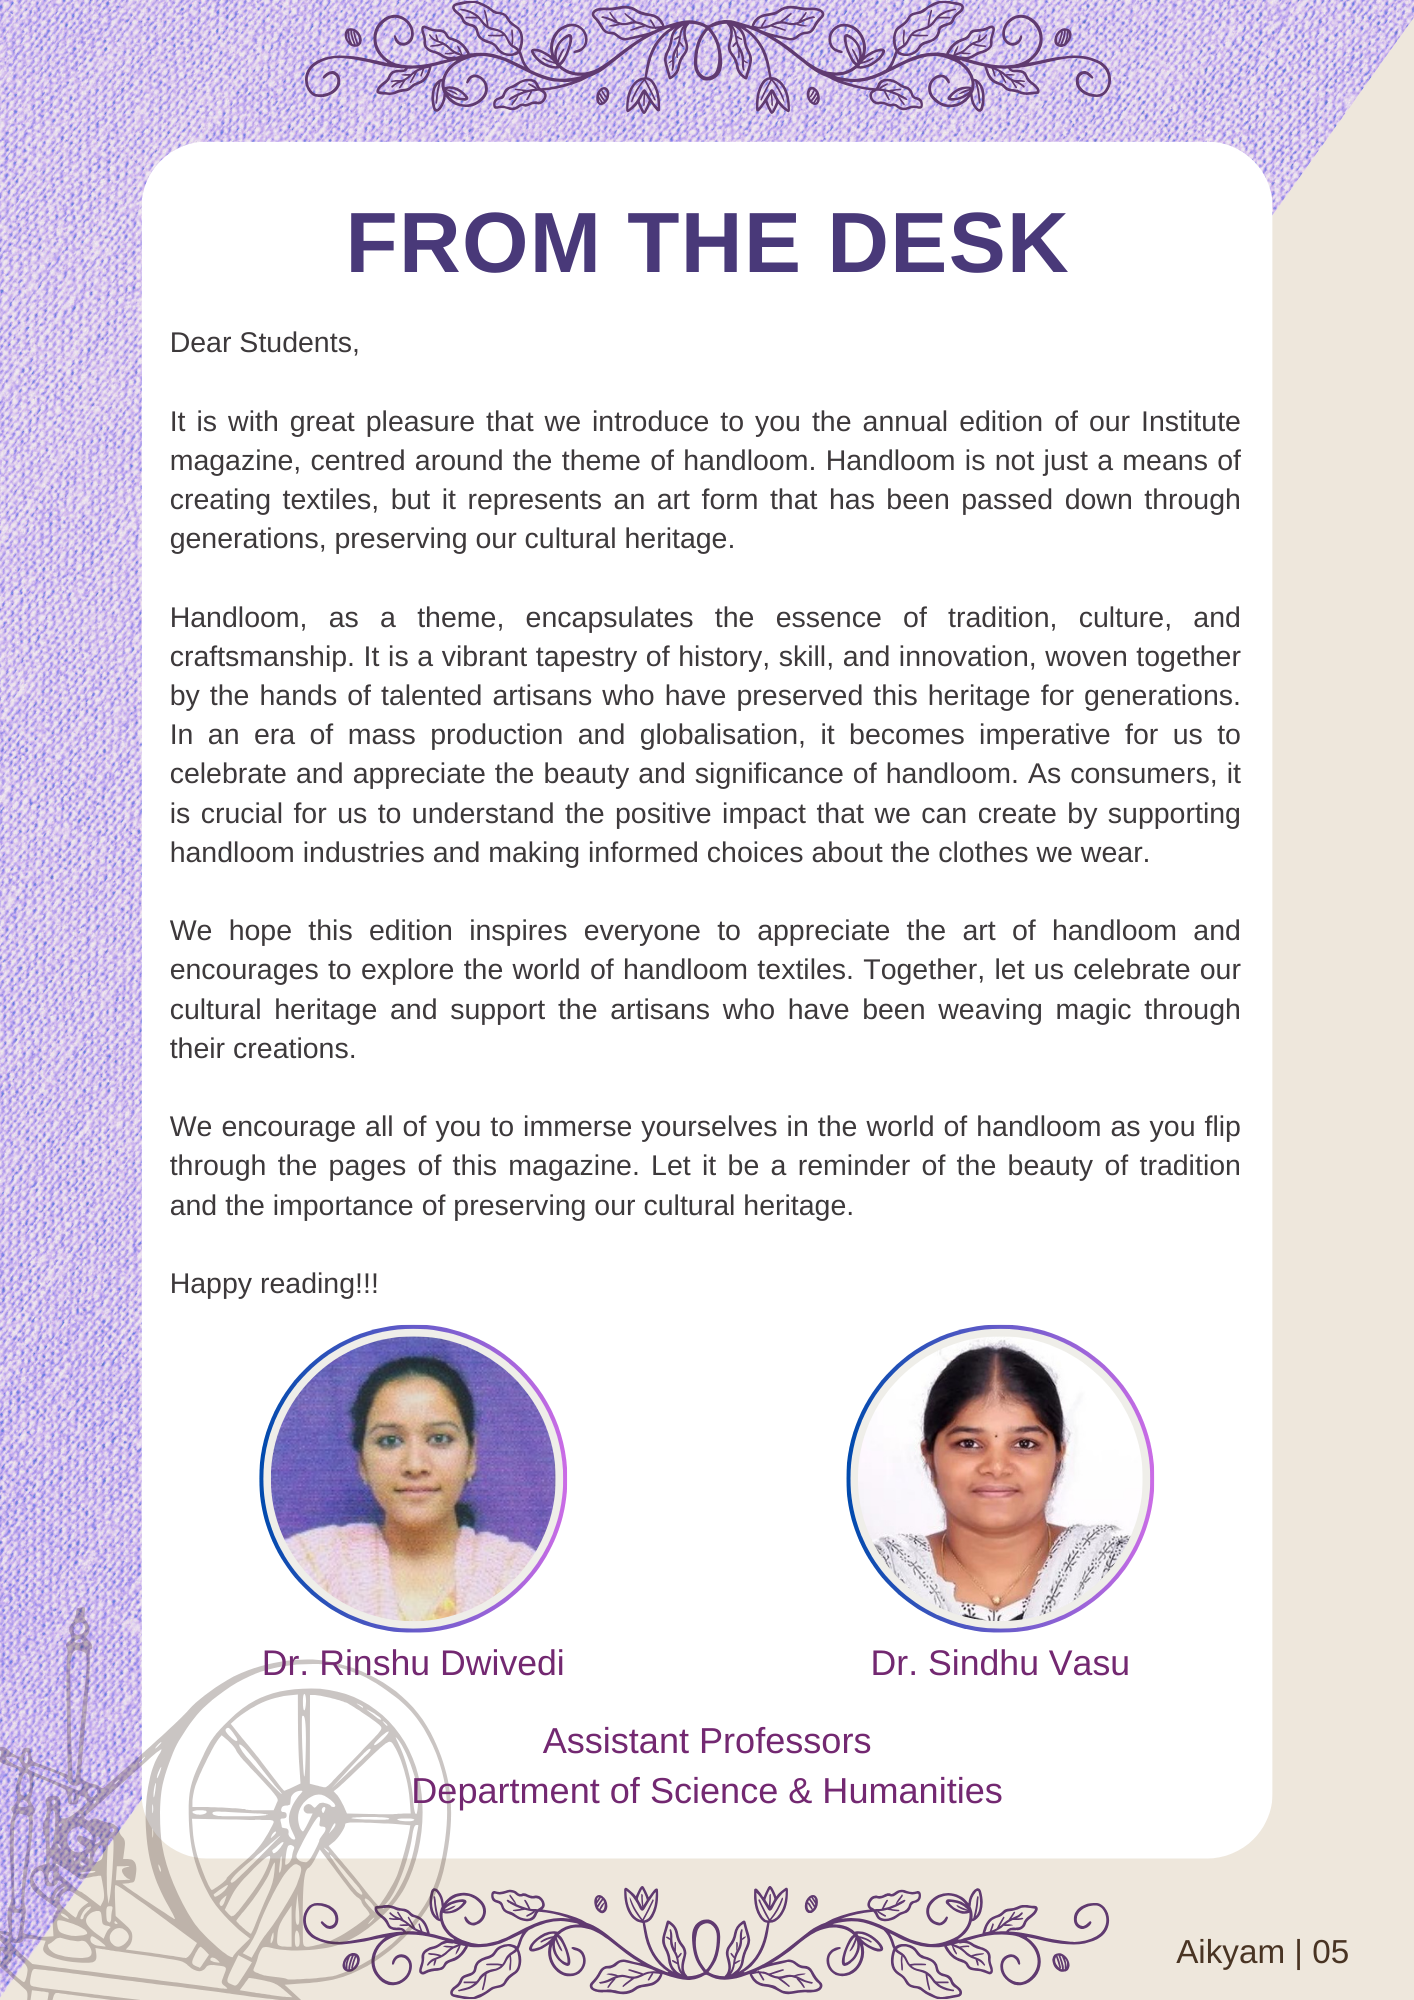 FROM THE DESK
Dear Students,
It is with great pleasure that we introduce to you the annual edition of our Institute
magazine, centred around the theme of handloom. Handloom is not just a means of
creating textiles, but it represents an art form that has been passed down through
generations, preserving our cultural heritage.
Handloom, as a theme, encapsulates the essence of tradition, culture, and
craftsmanship. It is a vibrant tapestry of history, skill, and innovation, woven together
by the hands of talented artisans who have preserved this heritage for generations.
In an era of mass production and globalisation, it becomes imperative for us to
celebrate and appreciate the beauty and significance of handloom. As consumers, it
is crucial for us to understand the positive impact that we can create by supporting
handloom industries and making informed choices about the clothes we wear.
We hope this edition inspires everyone to appreciate the art of handloom and
encourages to explore the world of handloom textiles. Together, let us celebrate our
cultural heritage and support the artisans who have been weaving magic through
their creations.
We encourage all of you to immerse yourselves in the world of handloom as you flip
through the pages of this magazine. Let it be a reminder of the beauty of tradition
and the importance of preserving our cultural heritage.
Happy reading!!!
Dr. Rinshu Dwivedi
Dr. Sindhu Vasu
Assistant Professors
Department of Science & Humanities
Aikyam | 05